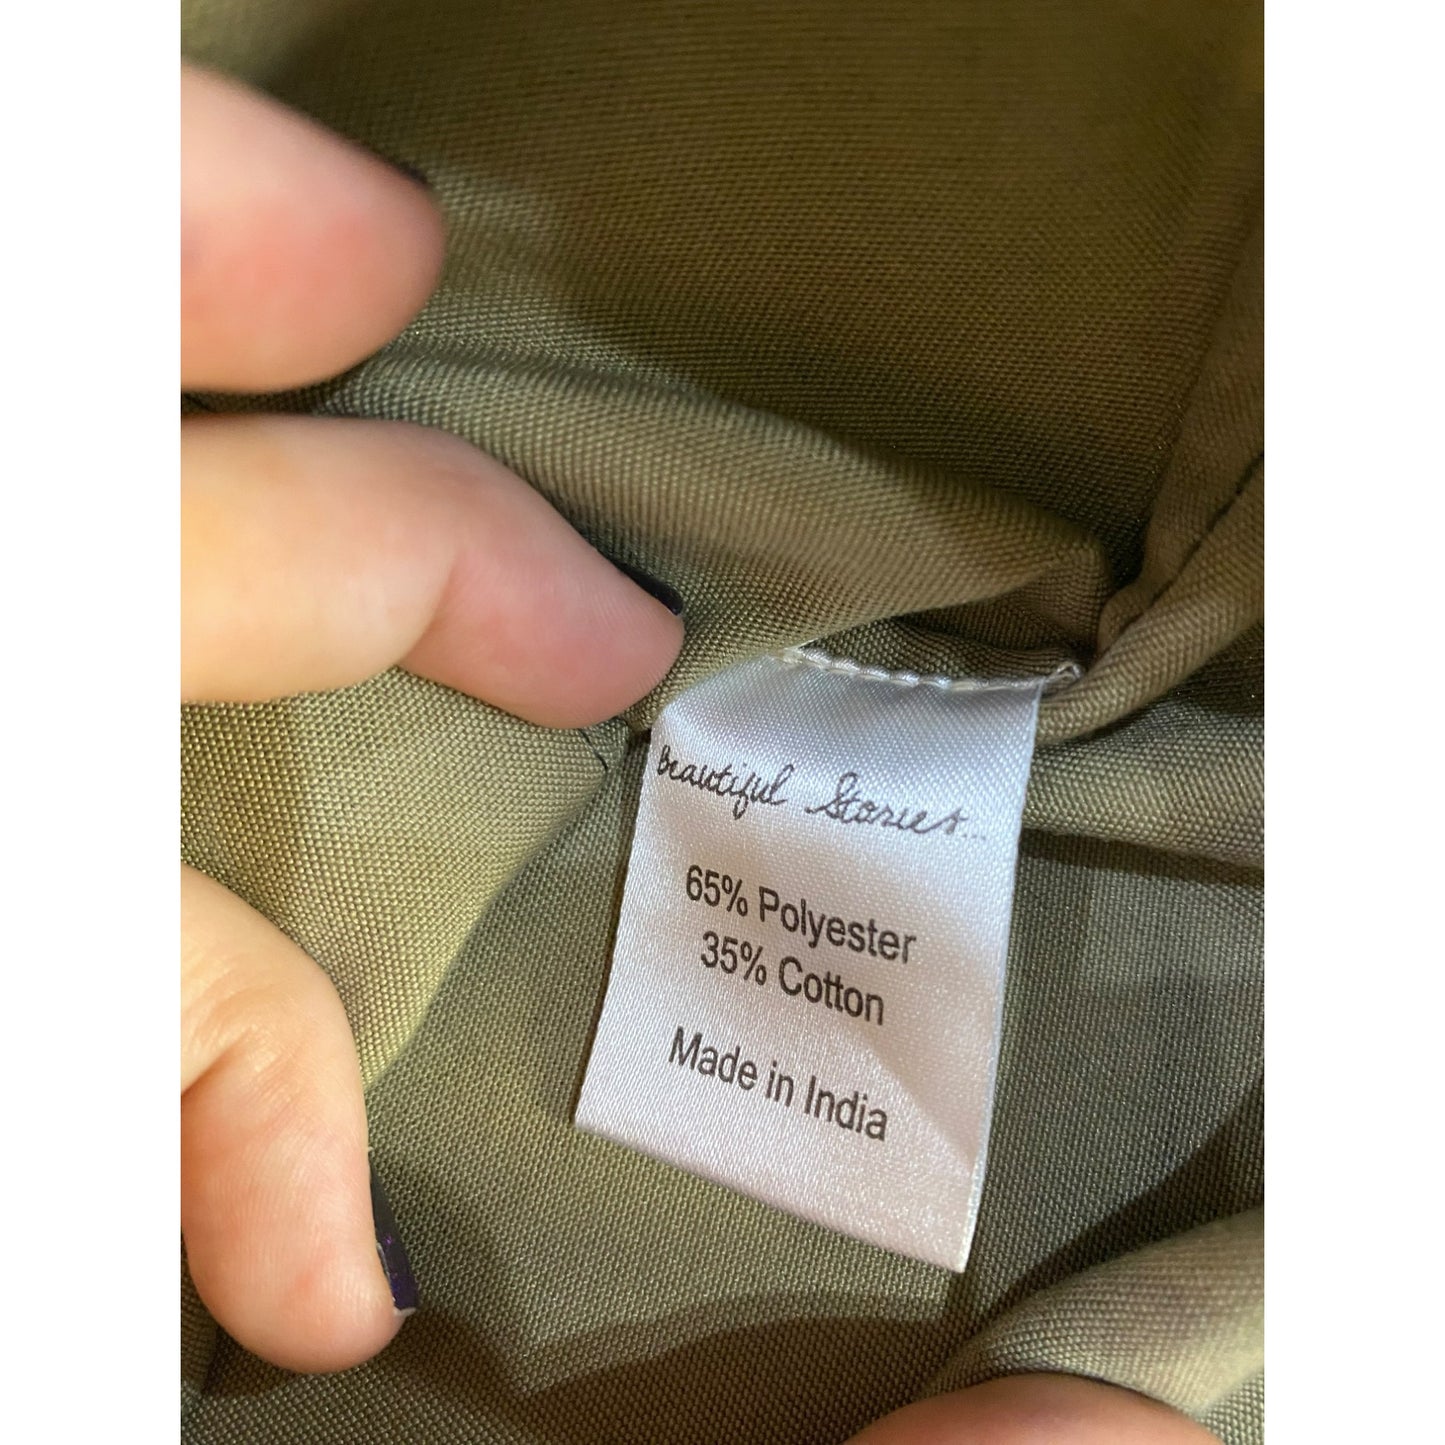 Beautiful Stories...
65% Polyester
35% Cotton
Made in India